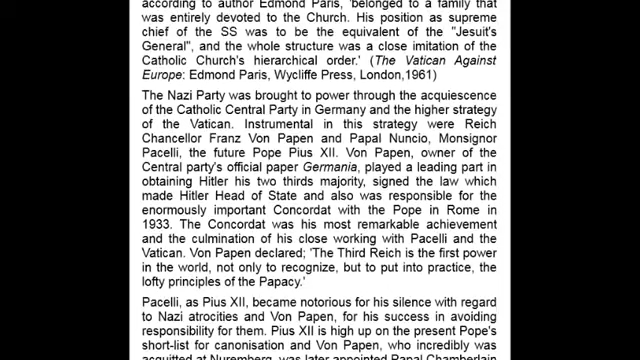 according to author Edmond Paris, 'belonged to a family that
was entirely devoted to the Church. His position as supreme
chief of the SS was to be the equivalent of the "Jesuit's
General", and the whole structure was a close imitation of the
Catholic Church's hierarchical order.' (The Vatican Against
Europe: Edmond Paris, Wycliffe Press, London,1961)
The Nazi Party was brought to power through the acquiescence
of the Catholic Central Party in Germany and the higher strategy
of the Vatican. Instrumental in this strategy were Reich
Chancellor Franz Von Papen and Papal Nuncio, Monsignor
Pacelli, the future Pope Pius XII. Von Papen, owner of the
Central party's official paper Germania, played a leading part in
obtaining Hitler his two thirds majority, signed the law which
made Hitler Head of State and also was responsible for the
enormously important Concordat with the Pope in Rome in
1933. The Concordat was his most remarkable achievement
and the culmination of his close working with Pacelli and the
Vatican. Von Papen declared; 'The Third Reich is the first power
in the world, not only to recognize, but to put into practice, the
lofty principles of the Papacy.'
Pacelli, as Pius XII, became notorious for his silence with regard
to Nazi atrocities and Von Papen, for his success in avoiding
responsibility for them. Pius XII is high up on the present Pope's
short-list for canonisation and Von Papen, who incredibly was
acquitted at Nuremberg, was later appointed Papal Chamberlain